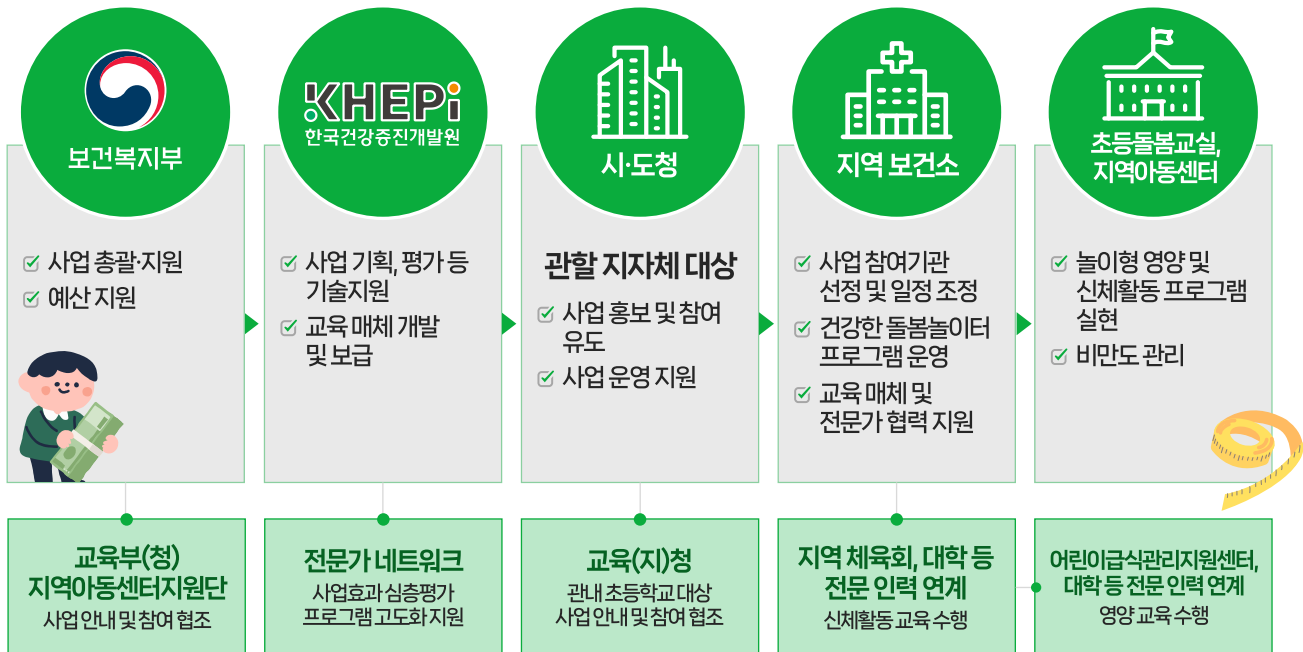 보건복지부
사업 총괄·지원
예산 지원
교육부(청)
지역아동센터지원단
사업 안내 및 참여 협조
KHEPi
한국건강증진개발원
사업 기획, 평가 등
기술지원
교육 매체 개발
및 보급
전문가 네트워크
사업효과 심층평가
프로그램 고도화 지원
시·도청
관할 지자체 대상
사업 홍보 및 참여
유도
사업 운영 지원
교육(지)청
관내 초등학교 대상
사업 안내 및 참여 협조
지역 보건소
사업 참여기관
선정 및 일정 조정
건강한 돌봄놀이터
프로그램 운영
교육 매체 및
전문가 협력 지원
지역 체육회, 대학 등
전문 인력 연계
신체활동 교육 수행
초등돌봄교실,
지역아동센터
놀이형 영양 및
신체활동 프로그램
실현
비만도 관리
어린이급식관리지원센터,
대학 등 전문 인력 연계
영양 교육 수행